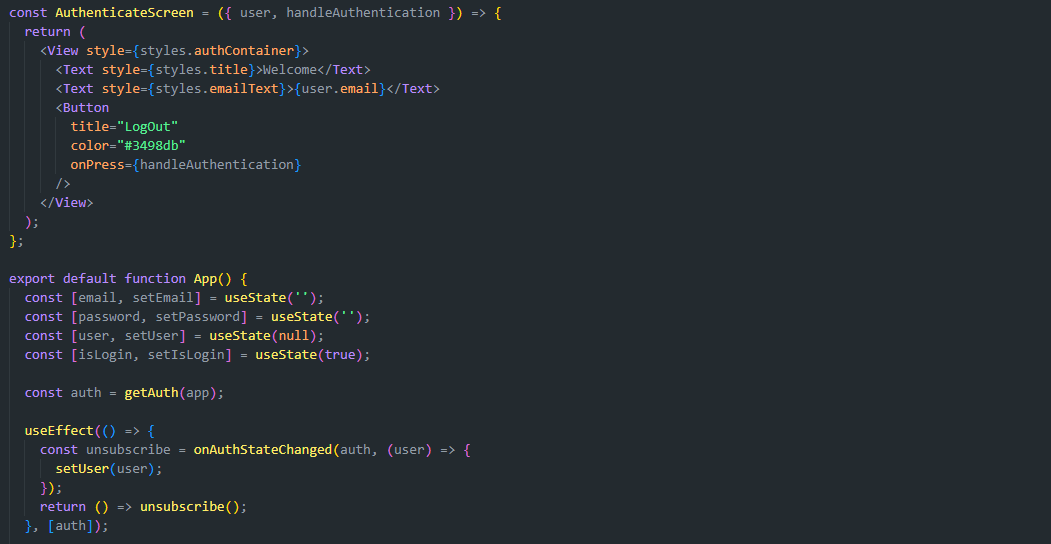 const AuthenticateScreen = ({ user, handleAuthentication }) => {
  return (
    <View style={styles.authContainer}>
      <Text style={styles.title}>Welcome</Text>
      <Text style={styles.emailText}>{user.email}</Text>
      <Button
        title="LogOut"
        color="#3498db"
        onPress={handleAuthentication}
      />
    </View>
  );
};

export default function App() {
  const [email, setEmail] = useState('');
  const [password, setPassword] = useState('');
  const [user, setUser] = useState(null);
  const [isLogin, setIsLogin] = useState(true);

  const auth = getAuth(app);

  useEffect(() => {
    const unsubscribe = onAuthStateChanged(auth, (user) => {
      setUser(user);
    });
    return () => unsubscribe();
  }, [auth]);